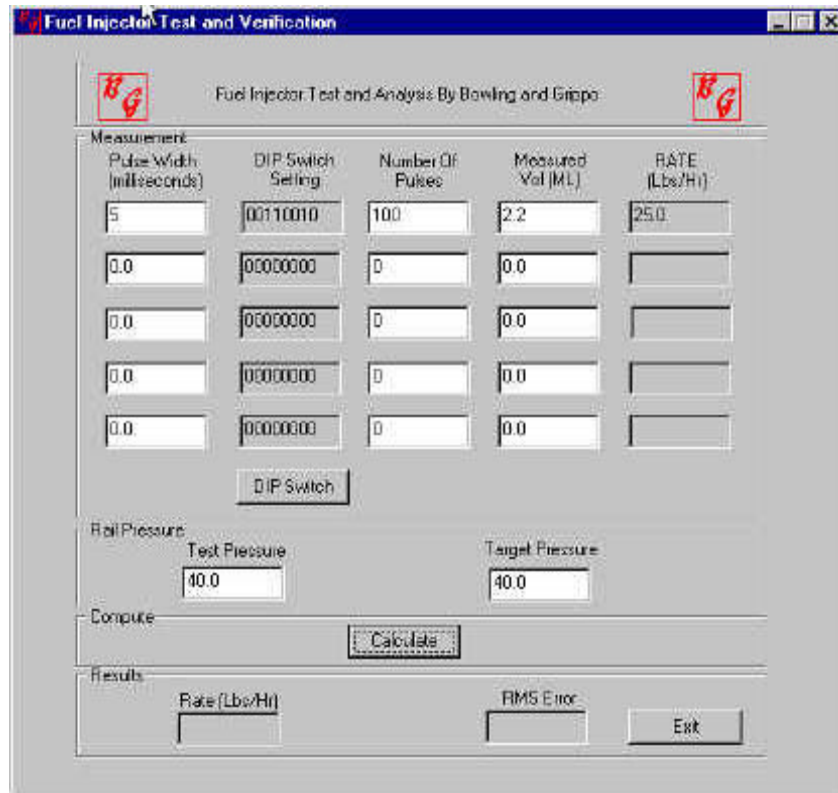 BG Fuel Injector Test and Verification
BG Fuel Injector Test and Analysis By Bowling and Grippo BG
Measurement
Pulse Width (milliseconds) DIP Switch Setting Number Of Pulses Measured Vol (ML) RATE (Lbs/Hr)
5 00110010 100 2.2 25.0
0.0 00000000 0 0.0
0.0 00000000 0 0.0
0.0 00000000 0 0.0
0.0 00000000 0 0.0
DIP Switch
Rail Pressure
Test Pressure Target Pressure
40.0 40.0
Compute
Calculate
Results
Rate (Lbs/Hr) RMS Error
Exit